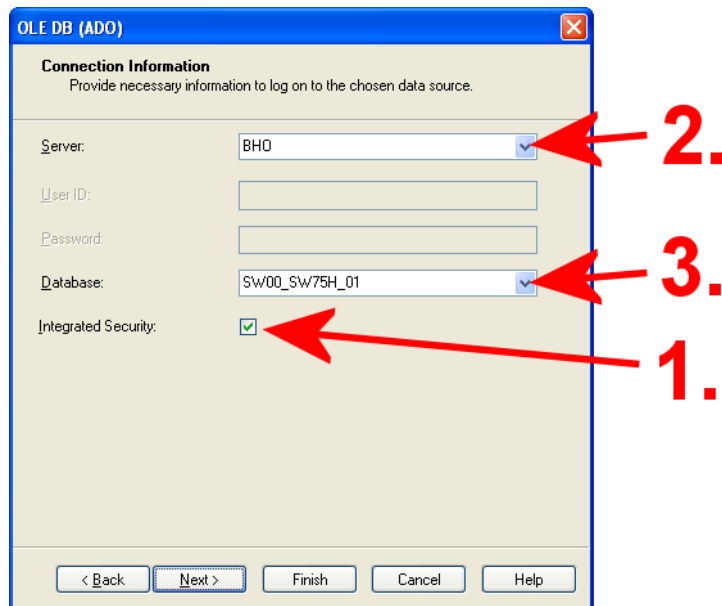 OLE DB (ADO)
Connection Information
Provide necessary information to log on to the chosen data source.
Server: BHO 2.
User ID:
Password:
Database: SW00_SW75H_01 3.
Integrated Security:
1.
< Back Next > Finish Cancel Help